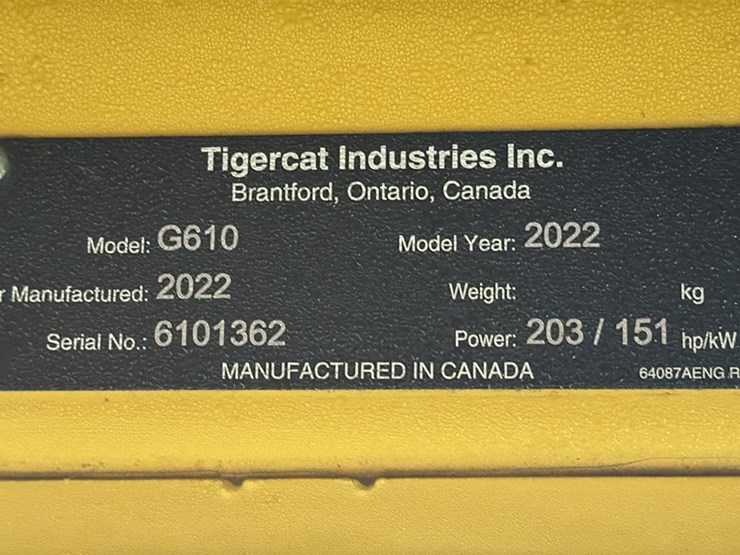 Tigercat Industries Inc.
Brantford, Ontario, Canada
Model: G610 Model Year: 2022
r Manufactured: 2022 Weight: kg
Serial No.: 6101362 Power: 203 / 151 hp/kW
MANUFACTURED IN CANADA 64087AENG R